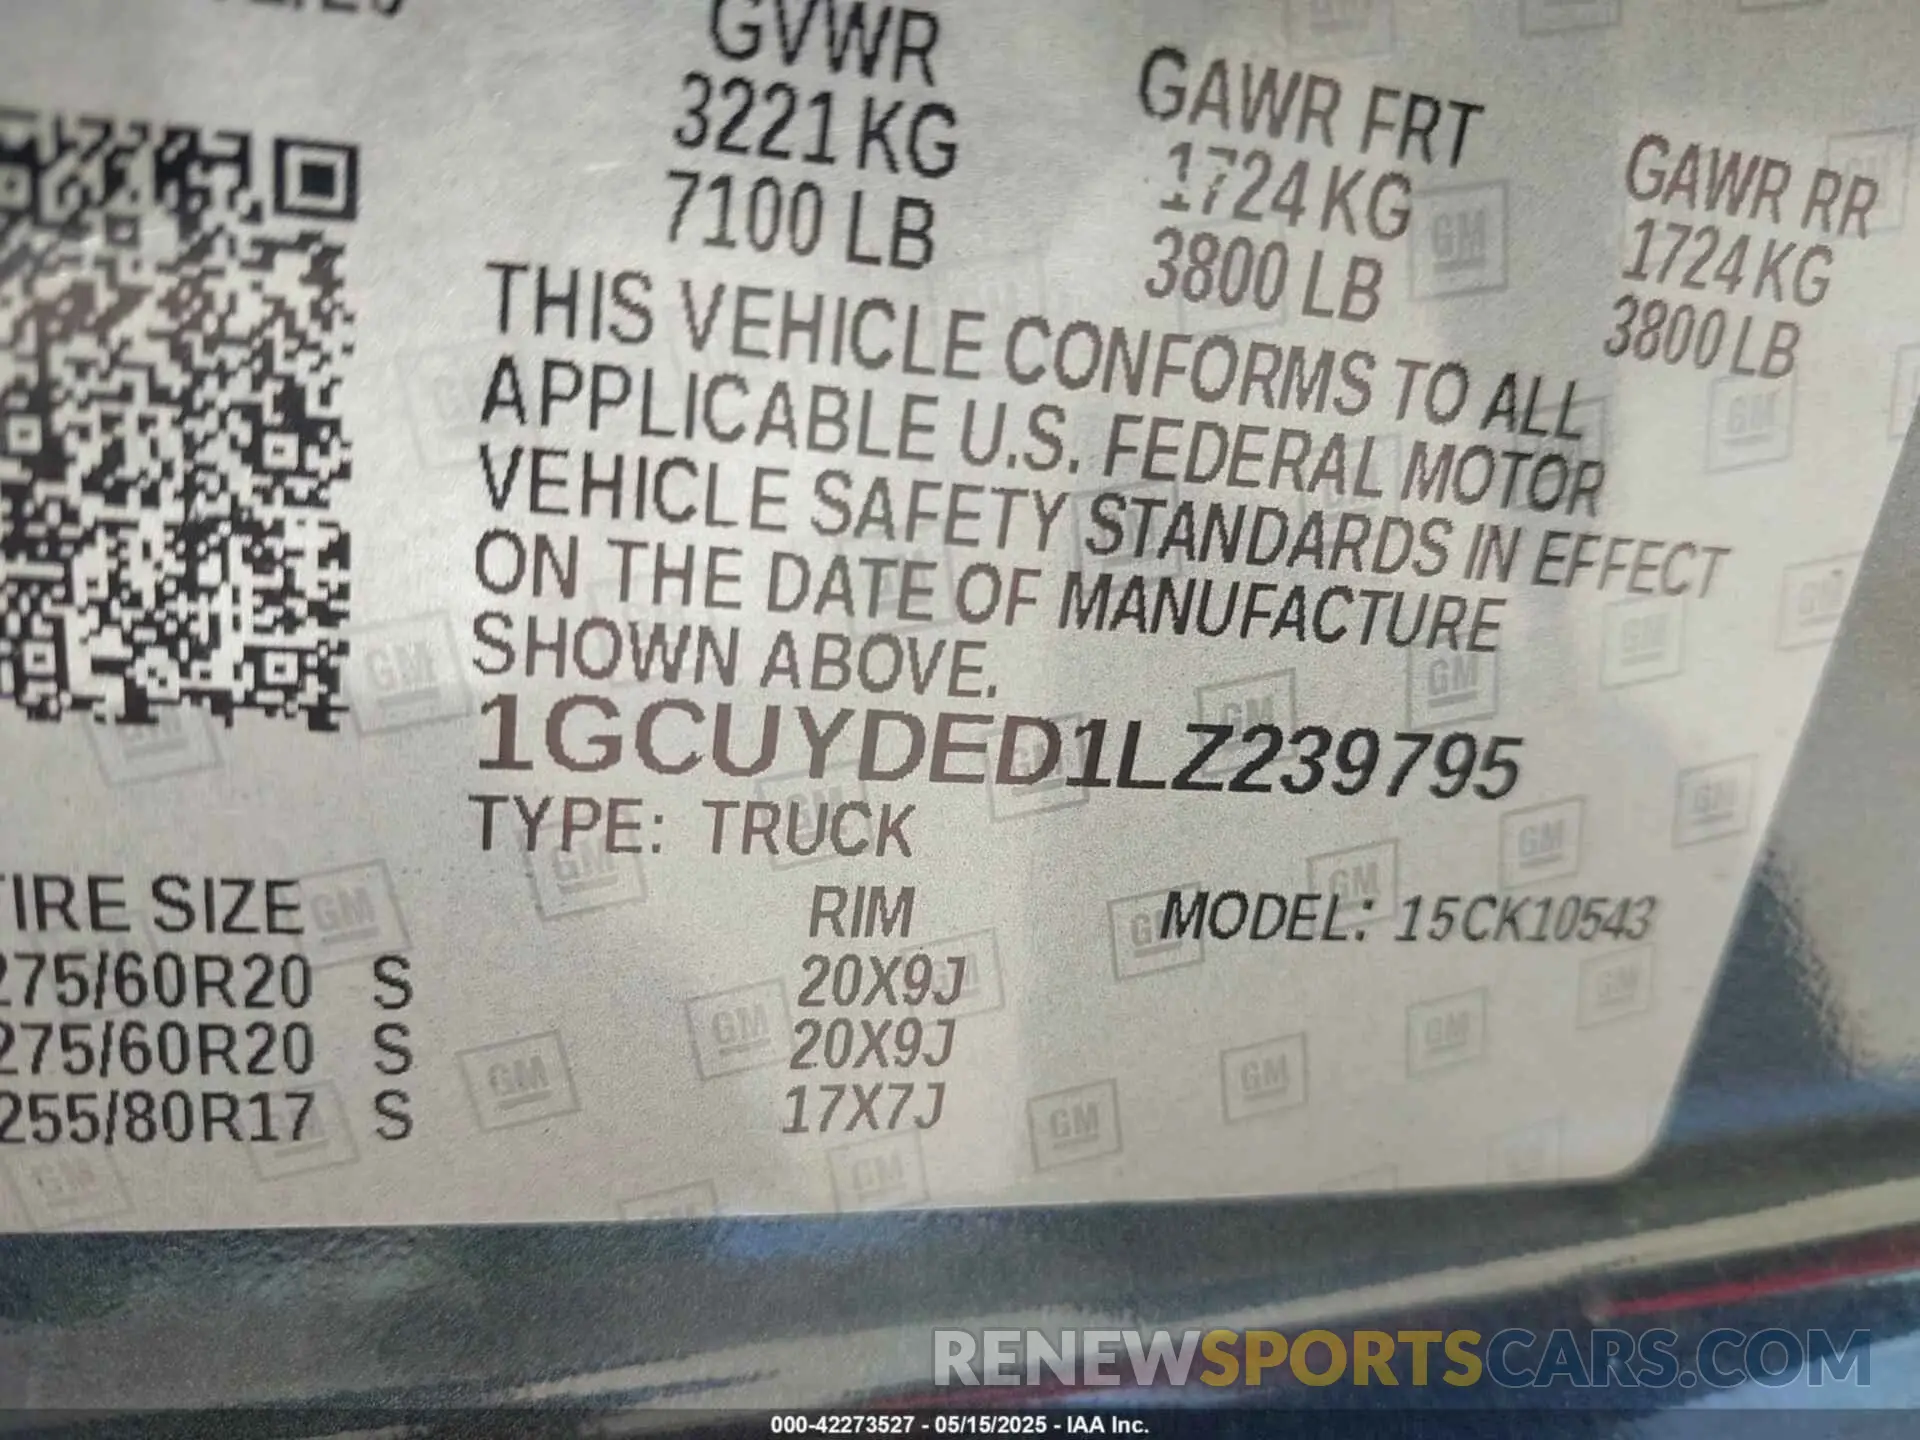 GVWR
3221 KG
7100 LB
GAWR FRT
1724 KG
3800 LB
GAWR RR
1724 KG
3800 LB
THIS VEHICLE CONFORMS TO ALL
APPLICABLE U.S. FEDERAL MOTOR
VEHICLE SAFETY STANDARDS IN EFFECT
ON THE DATE OF MANUFACTURE
SHOWN ABOVE.
1GCUYDED1LZ239795
TYPE: TRUCK
MODEL: 15CK10543
TIRE SIZE RIM
275/60R20 S 20X9J
275/60R20 S 20X9J
255/80R17 S 17X7J
GM
RENEWSPORTSCARS.COM
000-42273527 - 05/15/2025 - IAA Inc.